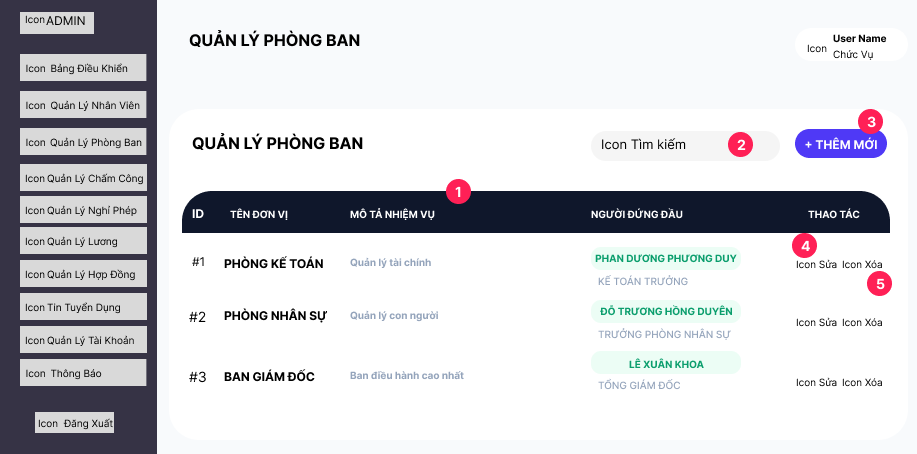 Icon ADMIN
Icon Bảng Điều Khiển
Icon Quản Lý Nhân Viên
Icon Quản Lý Phòng Ban
Icon Quản Lý Chấm Công
Icon Quản Lý Nghỉ Phép
Icon Quản Lý Lương
Icon Quản Lý Hợp Đồng
Icon Tin Tuyển Dụng
Icon Quản Lý Tài Khoản
Icon Thông Báo
Icon Đăng Xuất
QUẢN LÝ PHÒNG BAN
Icon User Name
Chức Vụ
QUẢN LÝ PHÒNG BAN
Icon Tìm kiếm 2
+ THÊM MỚI 3
1
ID TÊN ĐƠN VỊ MÔ TẢ NHIỆM VỤ NGƯỜI ĐỨNG ĐẦU THAO TÁC
4
#1 PHÒNG KẾ TOÁN Quản lý tài chính PHAN DƯƠNG PHƯƠNG DUY Icon Sửa Icon Xóa
KẾ TOÁN TRƯỞNG 5
#2 PHÒNG NHÂN SỰ Quản lý con người ĐỖ TRƯƠNG HỒNG DUYÊN Icon Sửa Icon Xóa
TRƯỞNG PHÒNG NHÂN SỰ
#3 BAN GIÁM ĐỐC Ban điều hành cao nhất LÊ XUÂN KHOA Icon Sửa Icon Xóa
TỔNG GIÁM ĐỐC